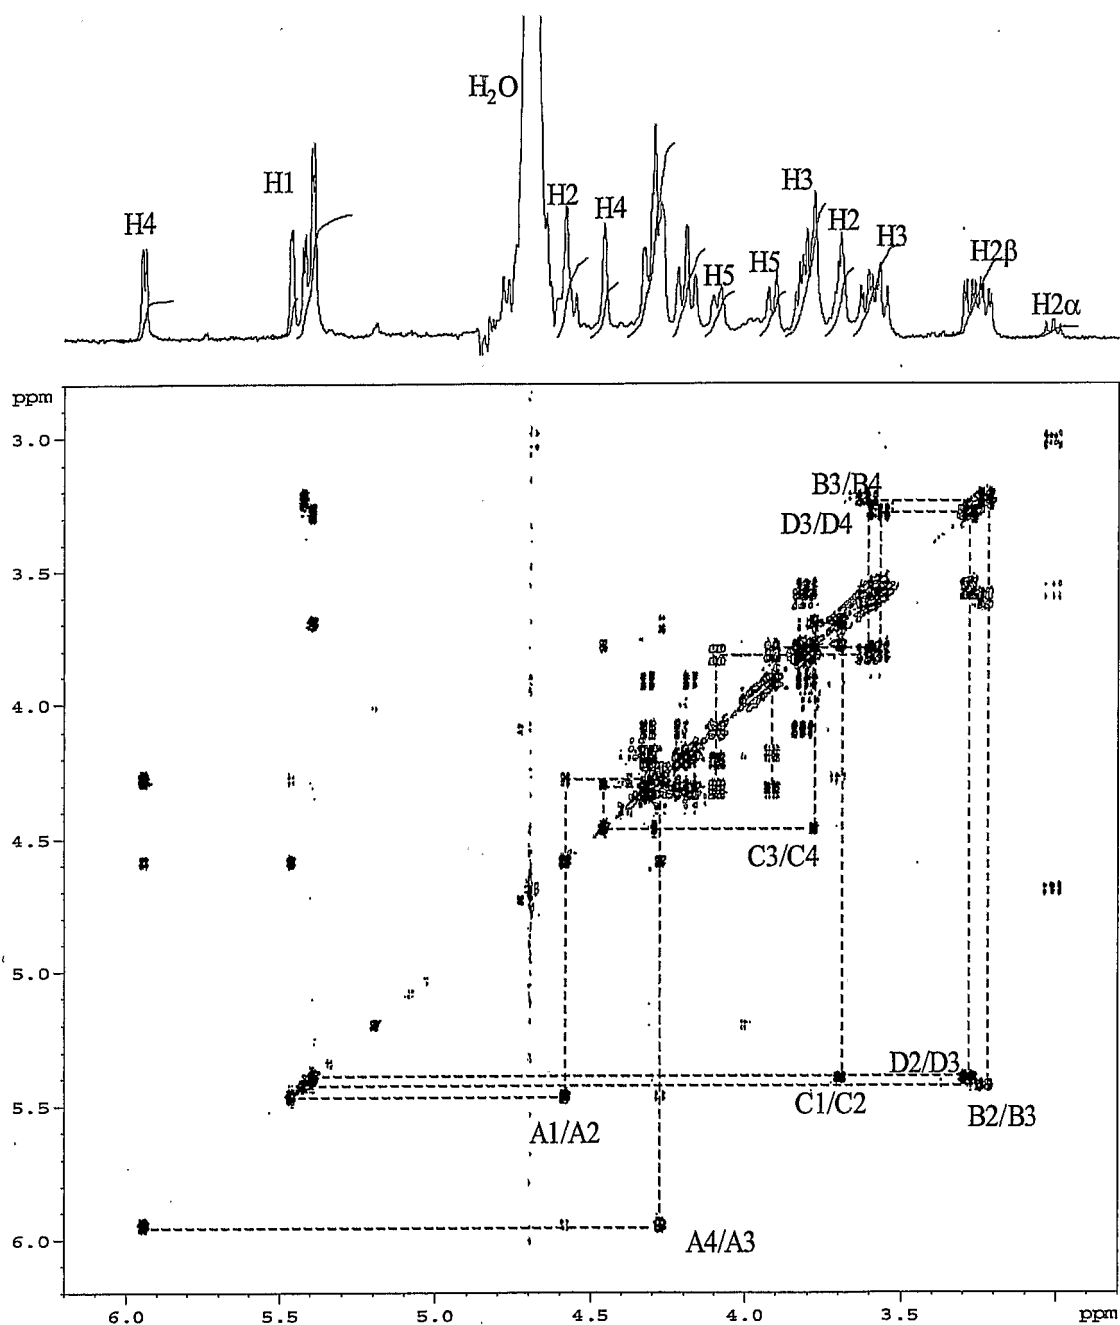 H₂O
H3
H1
H2
H4
H2
H3
H4
H5
H5
H2β
H2α
ppm
3.0
B3/B4
D3/D4
3.5
4.0
4.5
C3/C4
5.0
D2/D3
5.5
C1/C2
B2/B3
A1/A2
6.0
A4/A3
6.0 5.0 4.5 4.0 3.5 ppm